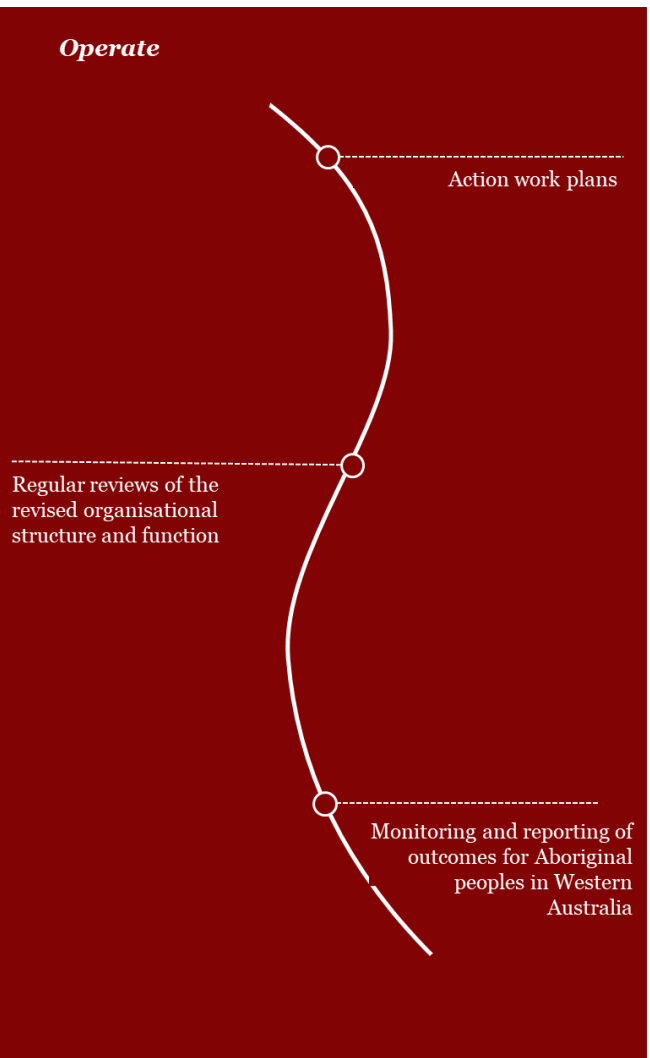 Operate
Action work plans
Regular reviews of the
revised organisational
structure and function
Monitoring and reporting of
outcomes for Aboriginal
peoples in Western
Australia